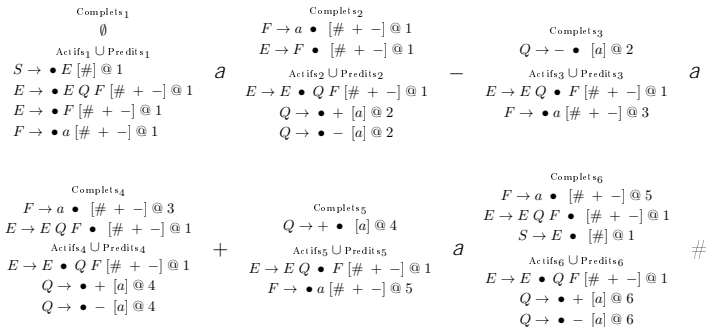 Complets₁
∅
Actifs₁ ∪ Predits₁
S → • E [#] @ 1
E → • E Q F [# + −] @ 1
E → • F [# + −] @ 1
F → • a [# + −] @ 1
a
Complets₂
F → a • [# + −] @ 1
E → F • [# + −] @ 1
Actifs₂ ∪ Predits₂
E → E • Q F [# + −] @ 1
Q → • + [a] @ 2
Q → • − [a] @ 2
−
Complets₃
Q → − • [a] @ 2
Actifs₃ ∪ Predits₃
E → E Q • F [# + −] @ 1
F → • a [# + −] @ 3
a
Complets₄
F → a • [# + −] @ 3
E → E Q F • [# + −] @ 1
Actifs₄ ∪ Predits₄
E → E • Q F [# + −] @ 1
Q → • + [a] @ 4
Q → • − [a] @ 4
+
Complets₅
Q → + • [a] @ 4
Actifs₅ ∪ Predits₅
E → E Q • F [# + −] @ 1
F → • a [# + −] @ 5
a
Complets₆
F → a • [# + −] @ 5
E → E Q F • [# + −] @ 1
S → E • [#] @ 1
Actifs₆ ∪ Predits₆
E → E • Q F [# + −] @ 1
Q → • + [a] @ 6
Q → • − [a] @ 6
#